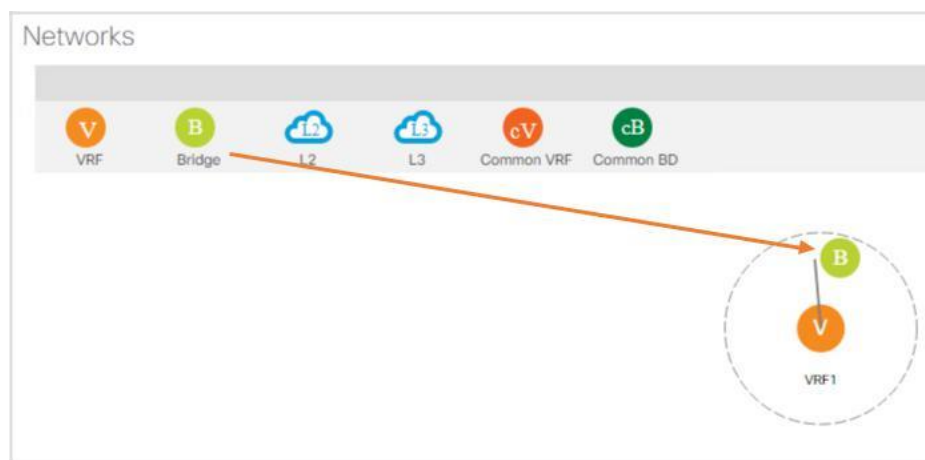 Networks
V B L2 L3 cV cB
VRF Bridge L2 L3 Common VRF Common BD
B
V
VRF1